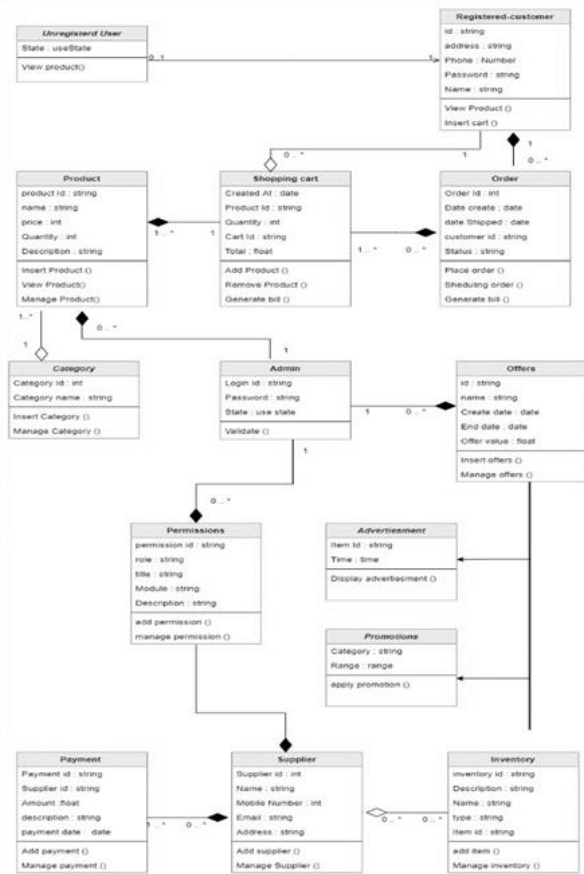 Unregisterd User
State : useState
View product()
0..1
1
Registered-customer
id : string
address : string
Phone : Number
Password : string
Name : string
View Product ()
Insert cart ()
1
0 .. *
1
0 .. *
Product
product Id : string
name : string
price : int
Quantity : int
Description : string
Insert Product ()
View Product()
Manage Product()
1 .. *
1
Shopping cart
Created At : date
Product Id : string
Quantity : int
Cart Id : string
Total : float
Add Product ()
Remove Product ()
Generate bill ()
1 .. *
0 .. *
Order
Order Id : int
Date create ; date
date Shipped : date
customer id : string
Status : string
Place order ()
Sheduling order ()
Generate bill ()
1..*
1
0 .. *
1
Category
Category id : int
Category name : string
Insert Category ()
Manage Category ()
Admin
Login id : string
Password : string
State : use state
Validate ()
1
0 .. *
1
0 .. *
Offers
id : string
name : string
Create date : date
End date : date
Offer value : float
Insert offers ()
Manage offers ()
Permissions
permission id : string
role : string
title : string
Module : string
Description : string
add permission ()
manage permission ()
Advertiesment
Item Id : string
Time : time
Display advertiesment ()
Promotions
Category : string
Range : range
apply promotion ()
Payment
Payment id : string
Supplier id : string
Amount :float
description : string
payment date : date
Add payment ()
Manage payment ()
1 .. *
0 .. *
Supplier
Supplier id : int
Name : string
Mobile Number : int
Email : string
Address : string
Add supplier ()
Manage Supplier ()
0 .. *
0 .. *
Inventory
inventory id : string
Description : string
Name : string
type : string
Item id : string
add item ()
Manage inventory ()